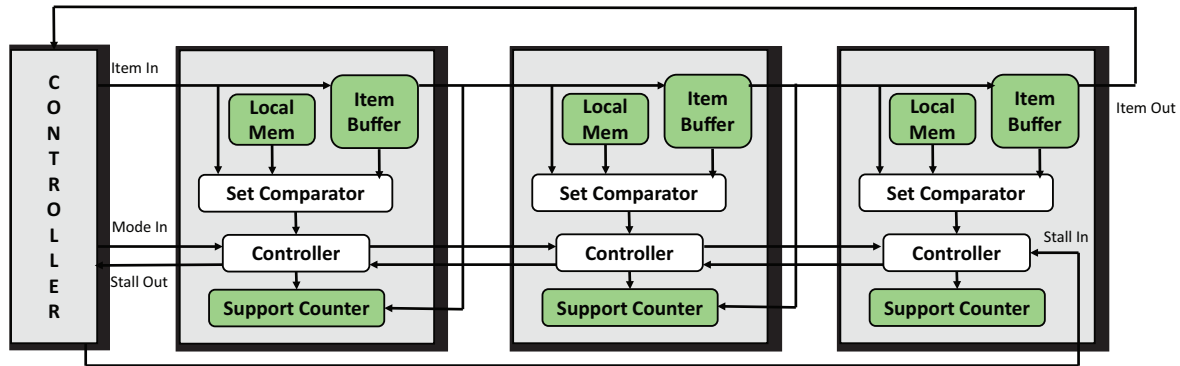 CONTROLLER
Item In
Mode In
Stall Out
Local
Mem
Item
Buffer
Set Comparator
Controller
Support Counter
Local
Mem
Item
Buffer
Set Comparator
Controller
Support Counter
Local
Mem
Item
Buffer
Set Comparator
Controller
Support Counter
Stall In
Item Out